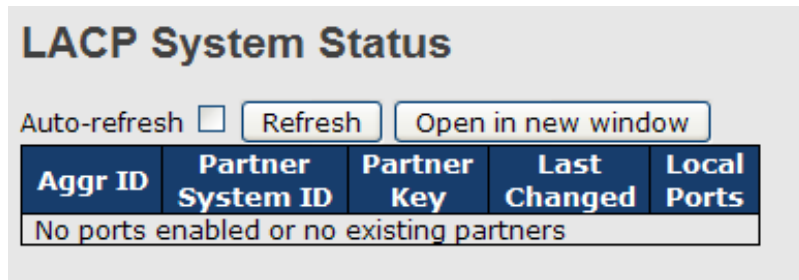 LACP System Status
Auto-refresh Refresh Open in new window
Aggr ID Partner System ID Partner Key Last Changed Local Ports
No ports enabled or no existing partners